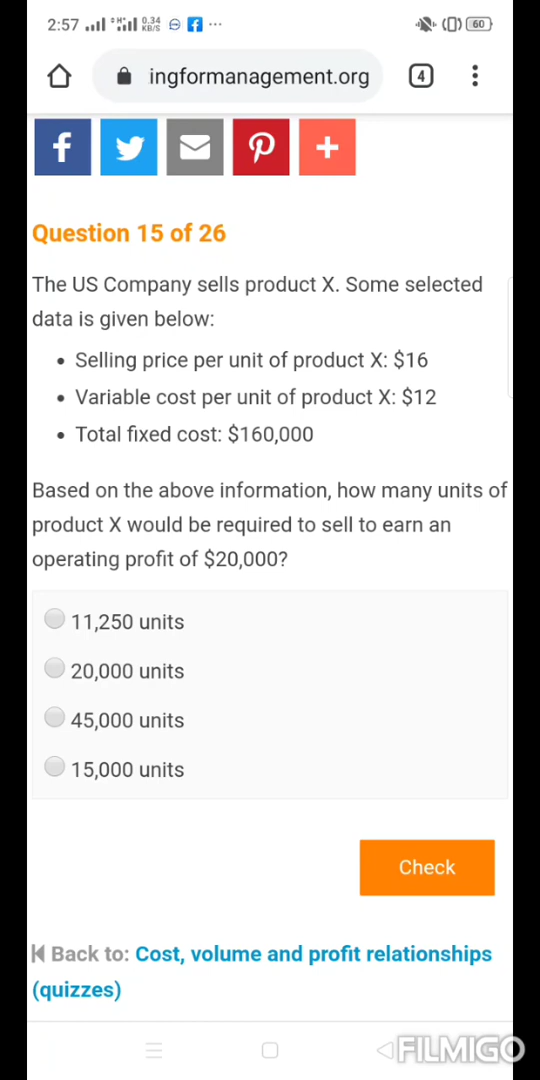 2:57 0.34 KB/S 60
ingformanagement.org 4
Question 15 of 26
The US Company sells product X. Some selected
data is given below:
• Selling price per unit of product X: $16
• Variable cost per unit of product X: $12
• Total fixed cost: $160,000
Based on the above information, how many units of
product X would be required to sell to earn an
operating profit of $20,000?
11,250 units
20,000 units
45,000 units
15,000 units
Check
Back to: Cost, volume and profit relationships
(quizzes)
FILMIGO